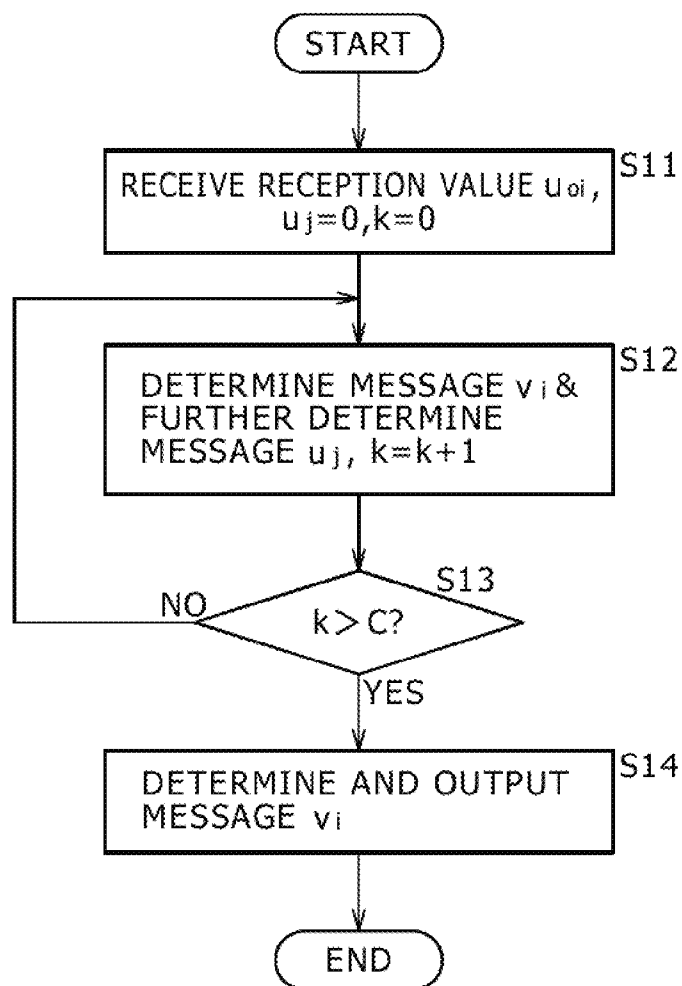 START
S11
RECEIVE RECEPTION VALUE uoi,
uj=0,k=0
S12
DETERMINE MESSAGE vi &
FURTHER DETERMINE
MESSAGE uj, k=k+1
S13
NO
k>C?
YES
S14
DETERMINE AND OUTPUT
MESSAGE vi
END